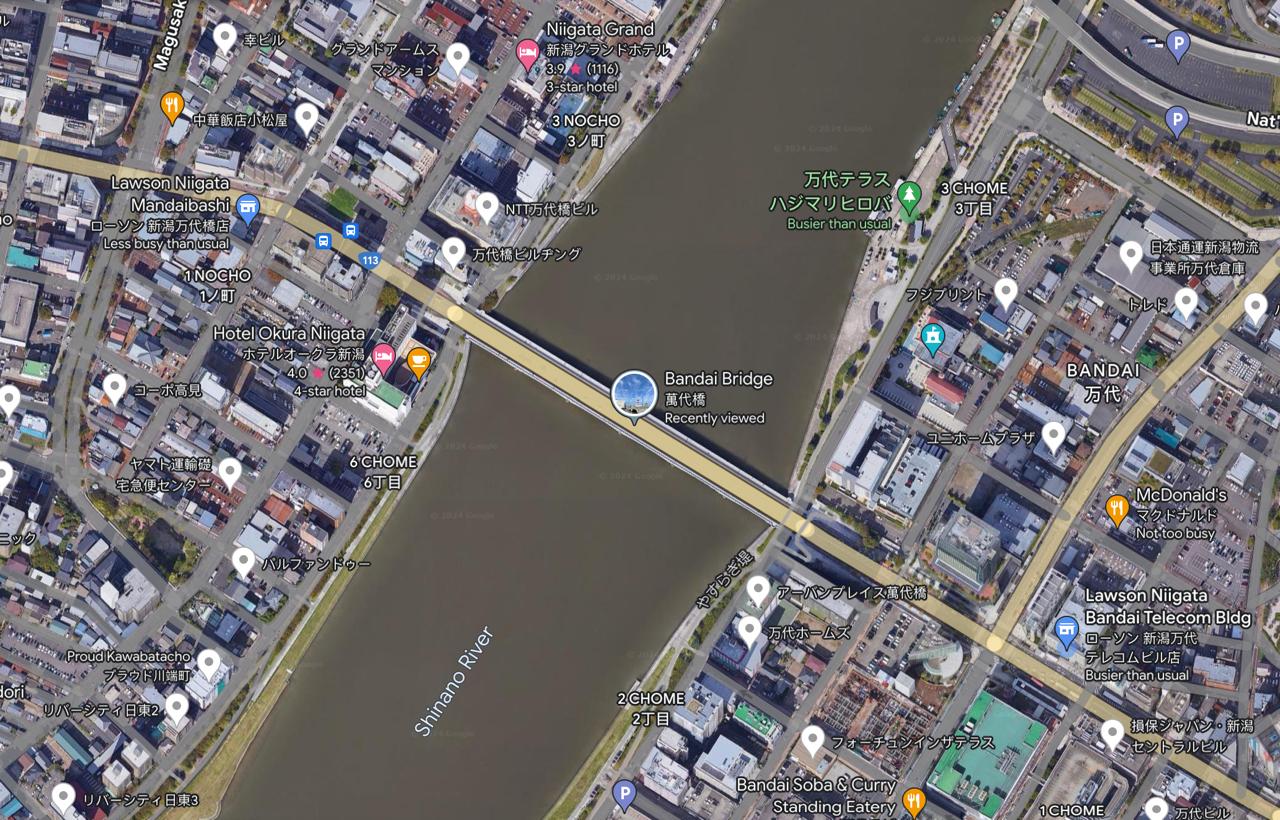 Magusak
幸ビル
グランドアームス
マンション
Niigata Grand
新潟グランドホテル
3.9 ★ (1116)
3-star hotel
中華飯店小松屋
3 NOCHO
3ノ町
P
P
Nat'
Lawson Niigata
Mandaibashi
ローソン 新潟万代橋店
Less busy than usual
NTT万代橋ビル
万代テラス
ハジマリヒロバ
Busier than usual
3 CHOME
3丁目
日本通運新潟物流
事業所万代倉庫
113
万代橋ビルヂング
1 NOCHO
1ノ町
© 2024 Google
フジプリント
トレド
Hotel Okura Niigata
ホテルオークラ新潟
4.0 ★ (2351)
4-star hotel
Bandai Bridge
萬代橋
Recently viewed
BANDAI
万代
コーポ高見
ユニホームプラザ
6 CHOME
6丁目
ヤマト運輸礎
宅急便センター
© 2024 Google
© 2024 Google
© 2024 Google
McDonald's
マクドナルド
Not too busy
ニック
パルファンドゥー
やすらぎ堤
アーバンプレイス萬代橋
万代ホームズ
Lawson Niigata
Bandai Telecom Bldg
ローソン 新潟万代
テレコムビル店
Busier than usual
Shinano River
Proud Kawabatacho
プラウド川端町
dori
リバーシティ日東2
2 CHOME
2丁目
フォーチュンインザテラス
損保ジャパン・新潟
セントラルビル
リバーシティ日東3
P
Bandai Soba & Curry
Standing Eatery
1 CHOME
万代ビル